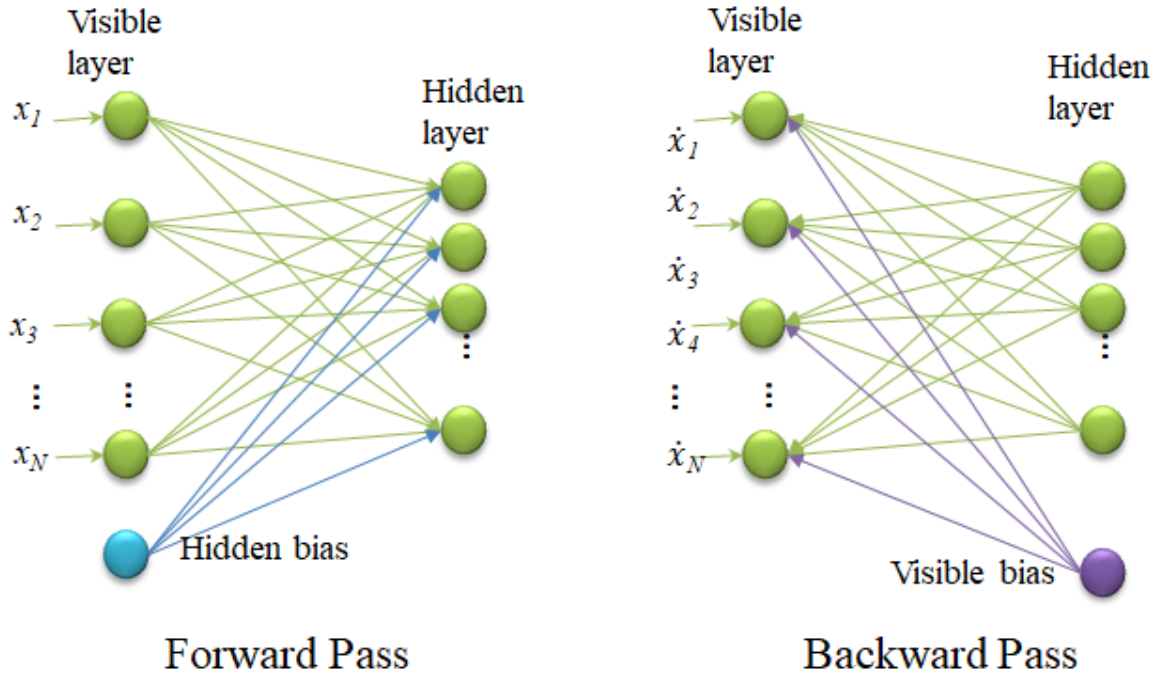 Visible
layer
x1
x2
x3
...
...
xN
Hidden
layer
...
Hidden bias
Forward Pass
Visible
layer
ẋ1
ẋ2
ẋ3
ẋ4
...
...
ẋN
Hidden
layer
...
Visible bias
Backward Pass